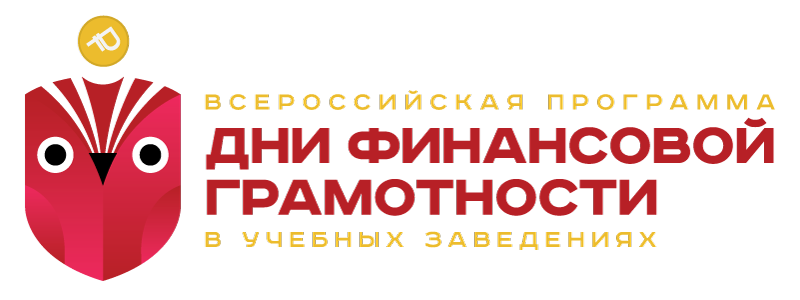 ВСЕРОССИЙСКАЯ ПРОГРАММА
ДНИ ФИНАНСОВОЙ
ГРАМОТНОСТИ
В УЧЕБНЫХ ЗАВЕДЕНИЯХ